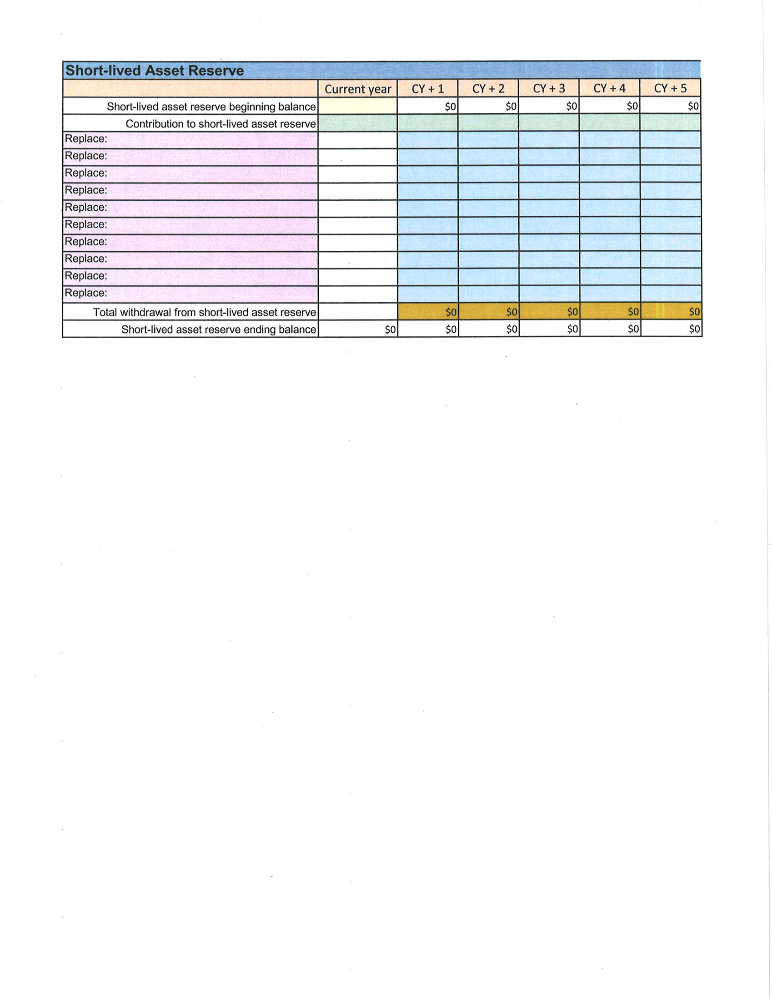 Short-lived Asset Reserve
Current year CY + 1 CY + 2 CY + 3 CY + 4 CY + 5
Short-lived asset reserve beginning balance $0 $0 $0 $0 $0
Contribution to short-lived asset reserve
Replace:
Replace:
Replace:
Replace:
Replace:
Replace:
Replace:
Replace:
Replace:
Replace:
Total withdrawal from short-lived asset reserve $0 $0 $0 $0 $0
Short-lived asset reserve ending balance $0 $0 $0 $0 $0 $0